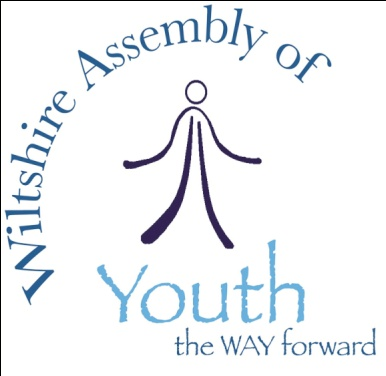 Wiltshire Assembly of
Youth
the WAY forward